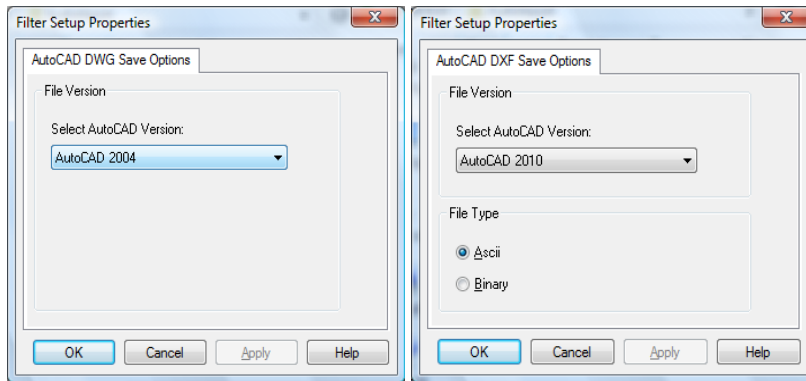 Filter Setup Properties
X
AutoCAD DWG Save Options
File Version
Select AutoCAD Version:
AutoCAD 2004
OK Cancel Apply Help
Filter Setup Properties
X
AutoCAD DXF Save Options
File Version
Select AutoCAD Version:
AutoCAD 2010
File Type
Ascii
Binary
OK Cancel Apply Help